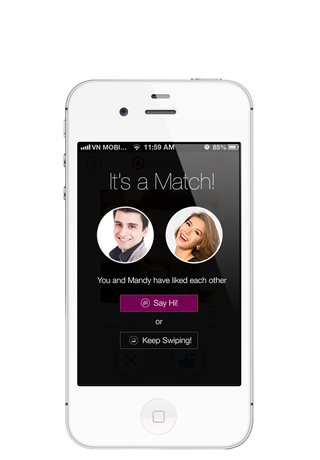 VN MOBI... 11:59 AM 85%
It's a Match!
You and Mandy have liked each other
Say Hi!
or
Keep Swiping!